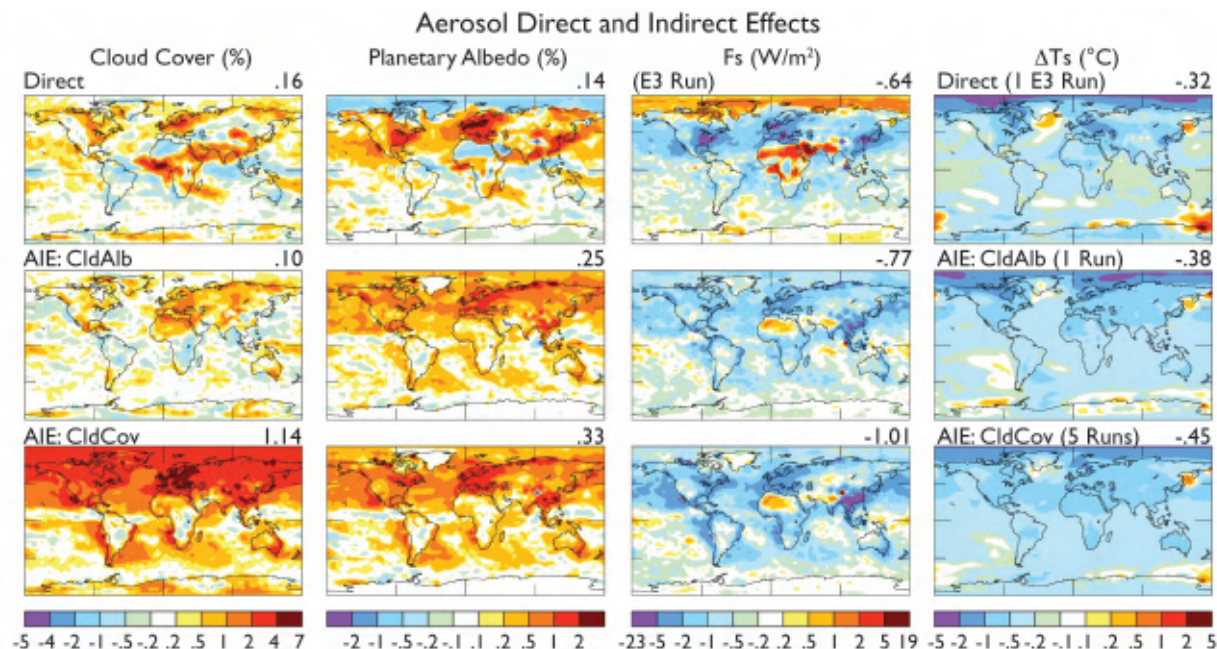 Aerosol Direct and Indirect Effects
Cloud Cover (%) Planetary Albedo (%) Fs (W/m²) ΔTs (°C)
Direct .16 .14 (E3 Run) -.64 Direct (1 E3 Run) -.32
AIE: CldAlb .10 .25 -.77 AIE: CldAlb (1 Run) -.38
AIE: CldCov 1.14 .33 -1.01 AIE: CldCov (5 Runs) -.45
-5 -4 -1 -.5 -.2 .2 .5 1 2 4 7 -2 -1 -.5 -.2 -.1 .1 .2 .5 1 2 -23 -5 -2 -1 -.5 .5 1 2 5 19 -5 -2 -1 -.5 -.2 -.1 .1 .2 .5 1 2 5